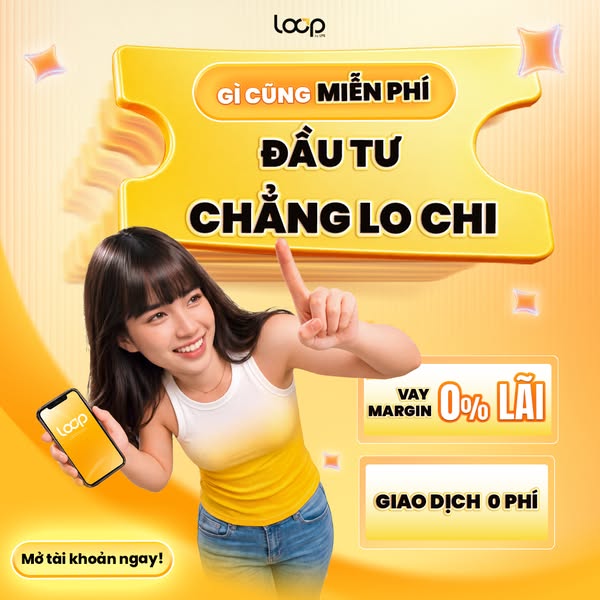 Loop
GÌ CŨNG MIỄN PHÍ
ĐẦU TƯ
CHẲNG LO CHI
VAY
MARGIN 0% LÃI
GIAO DỊCH 0 PHÍ
Loop
Mở tài khoản ngay!